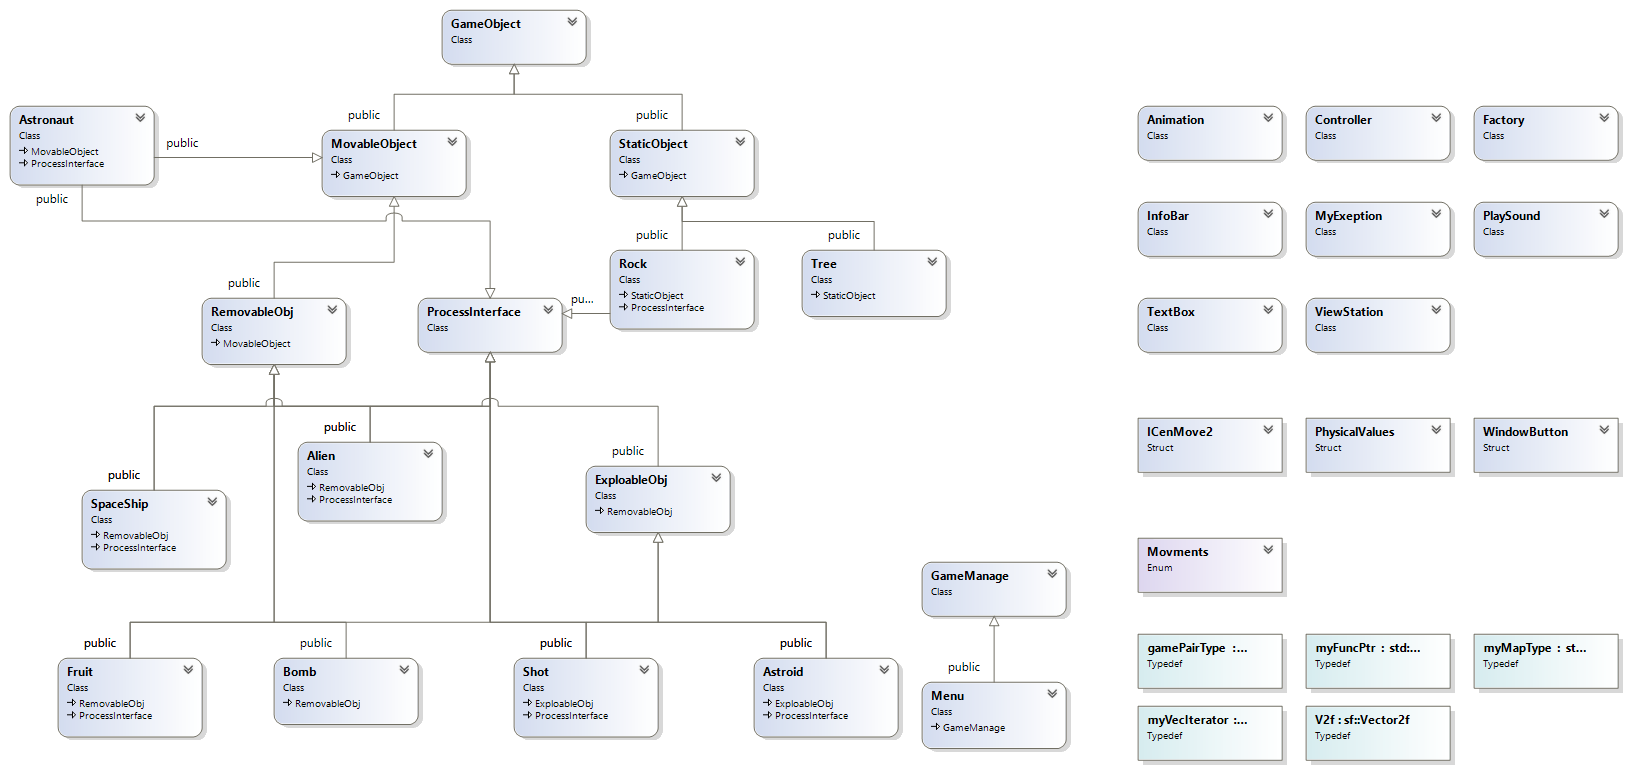 GameObject
Class
Astronaut
Class
MovableObject
ProcessInterface
public
public
public
MovableObject
Class
GameObject
public
StaticObject
Class
GameObject
public
RemovableObj
Class
MovableObject
ProcessInterface
Class
pu...
public
Rock
Class
StaticObject
ProcessInterface
public
Tree
Class
StaticObject
public
SpaceShip
Class
RemovableObj
ProcessInterface
public
Alien
Class
RemovableObj
ProcessInterface
public
ExploableObj
Class
RemovableObj
public
Fruit
Class
RemovableObj
ProcessInterface
public
Bomb
Class
RemovableObj
public
Shot
Class
ExploableObj
ProcessInterface
public
Astroid
Class
ExploableObj
ProcessInterface
GameManage
Class
public
Menu
Class
GameManage
Animation
Class
Controller
Class
Factory
Class
InfoBar
Class
MyExeption
Class
PlaySound
Class
TextBox
Class
ViewStation
Class
ICenMove2
Struct
PhysicalValues
Struct
WindowButton
Struct
Movments
Enum
gamePairType :...
Typedef
myFuncPtr : std:...
Typedef
myMapType : st...
Typedef
myVecIterator :...
Typedef
V2f : sf::Vector2f
Typedef